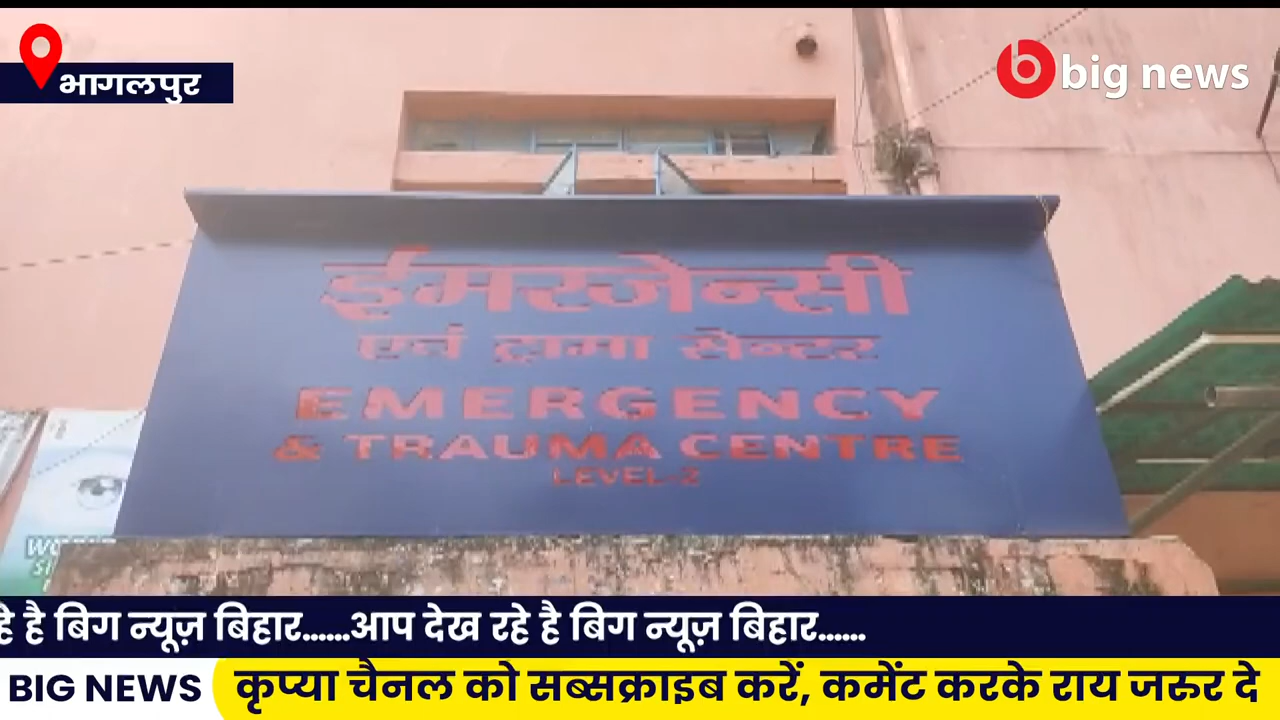 भागलपुर
b big news
ईमरजेन्सी
एवं ट्रामा सेन्टर
EMERGENCY
& TRAUMA CENTRE
LEVEL-2
हे है बिग न्यूज़ बिहार......आप देख रहे है बिग न्यूज़ बिहार......
BIG NEWS कृप्या चैनल को सब्सक्राइब करें, कमेंट करके राय जरुर दे